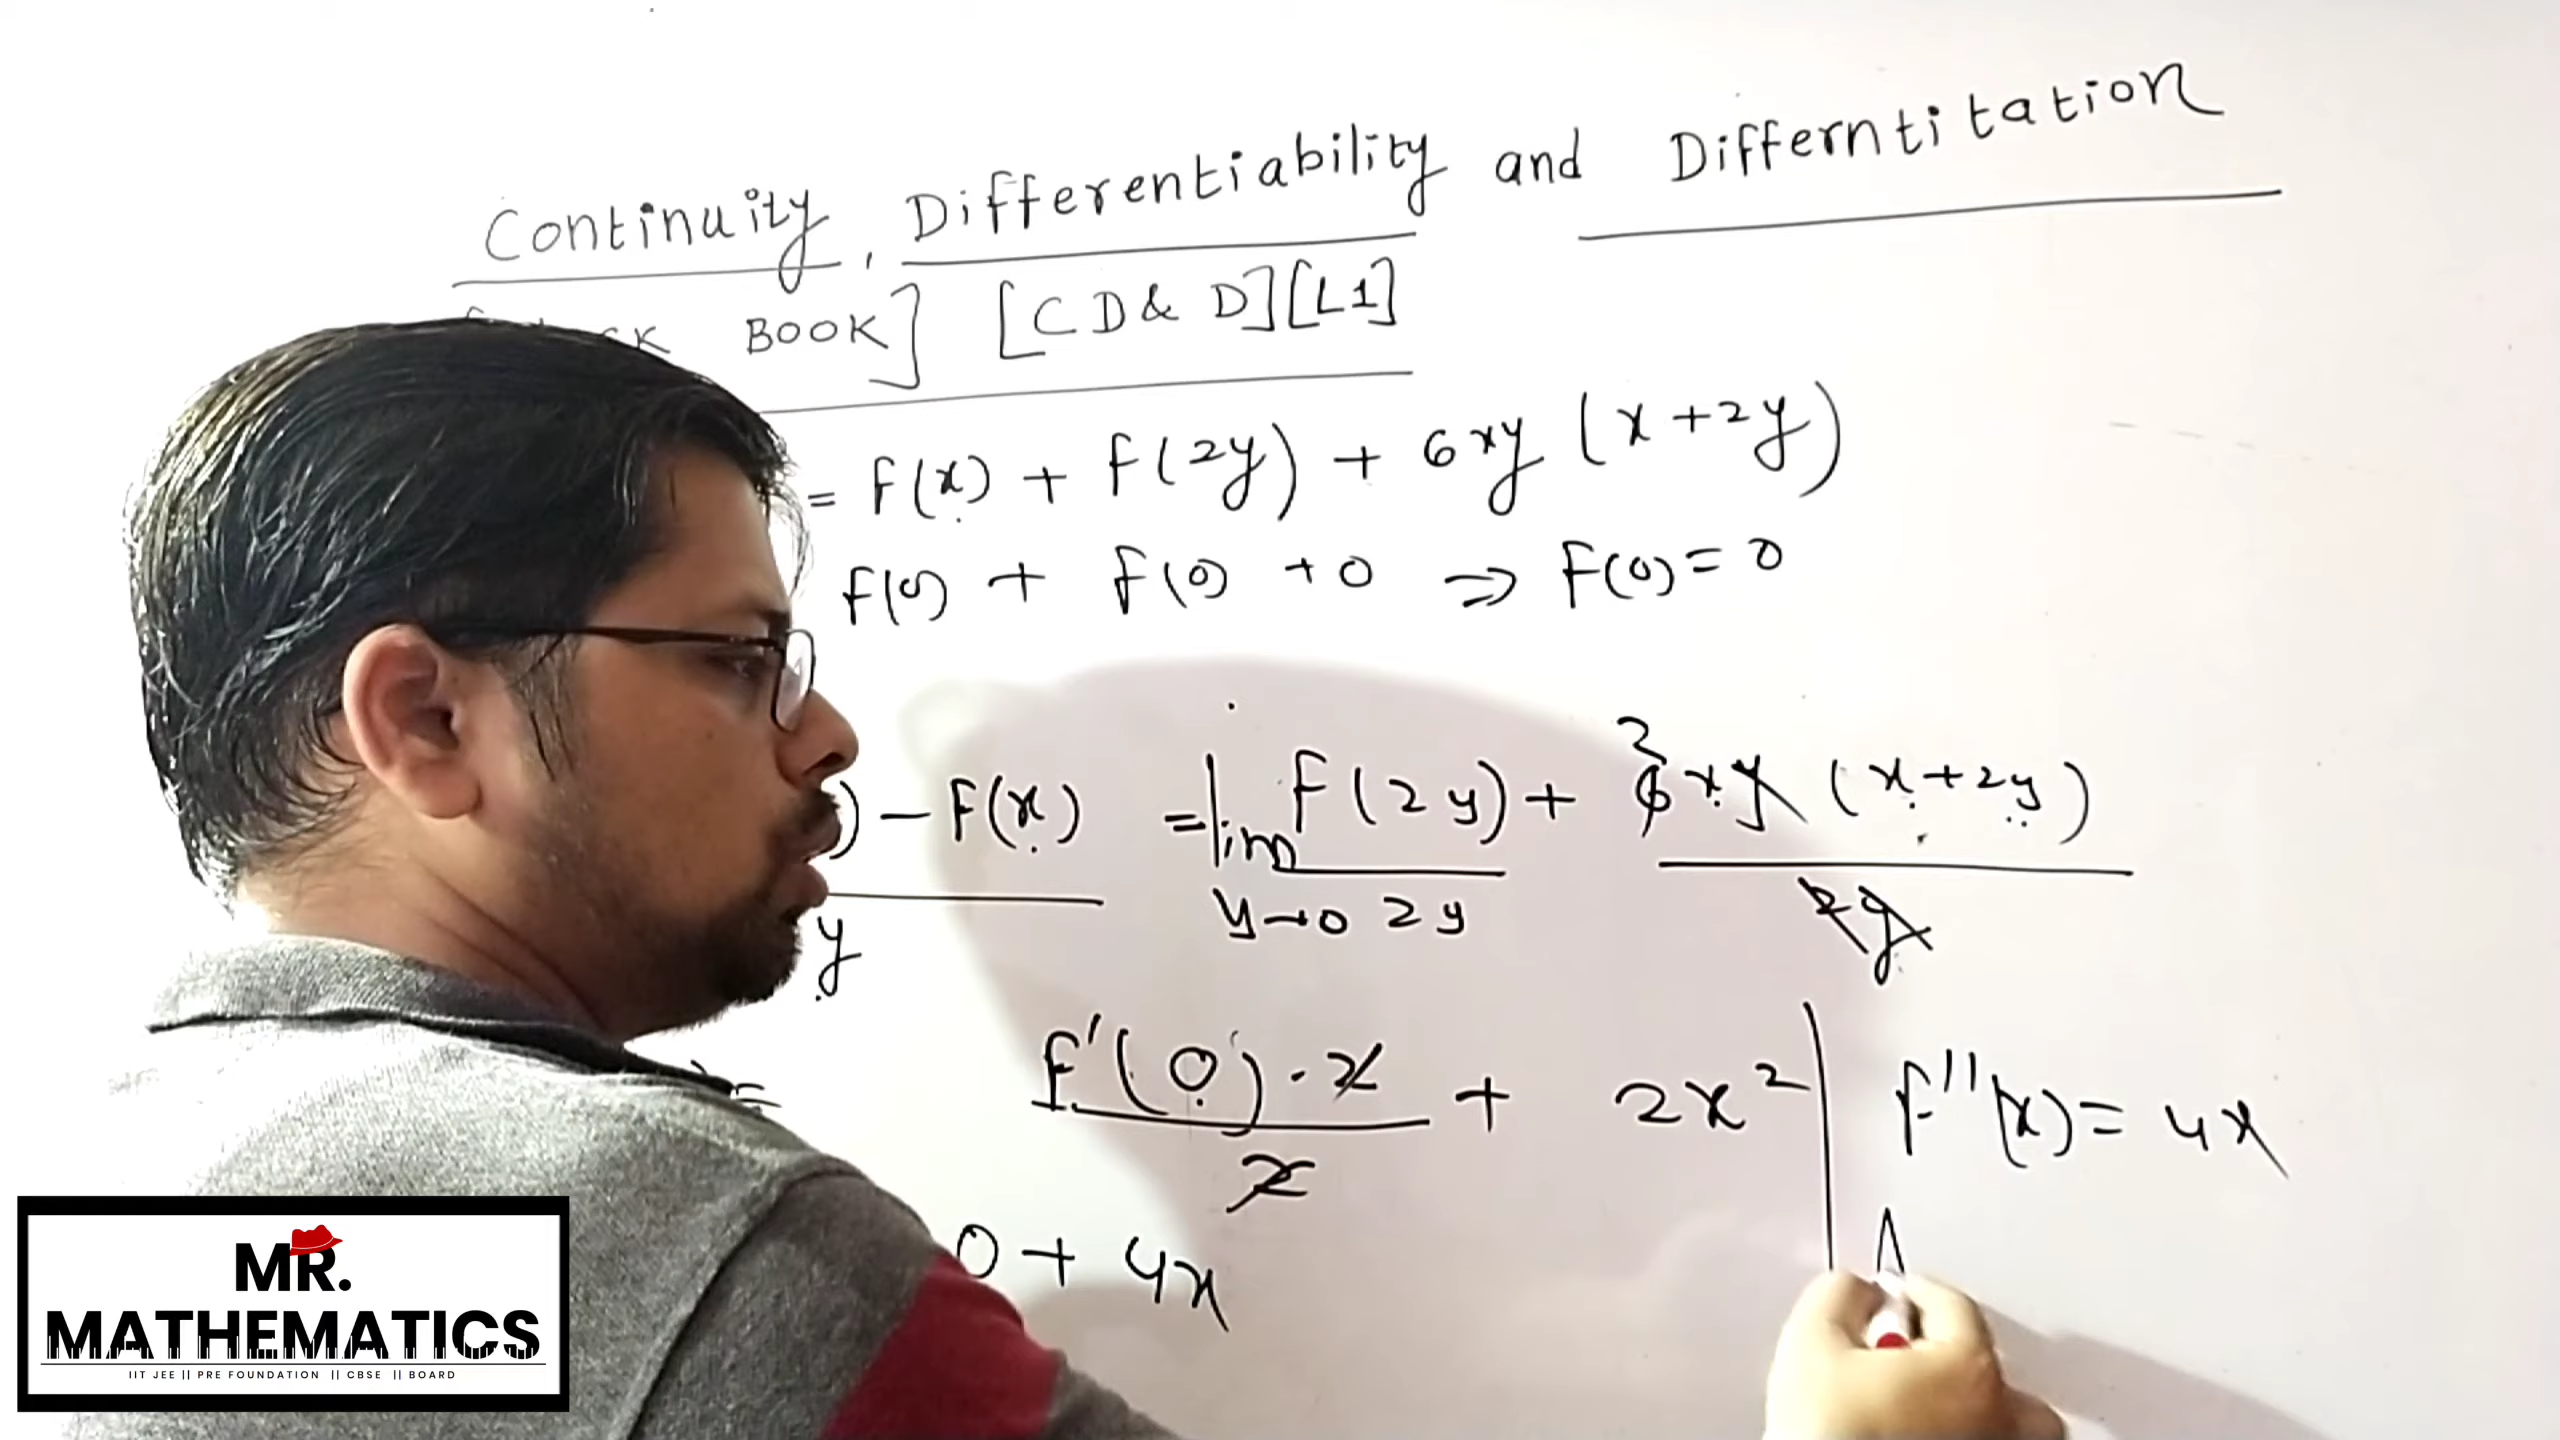 Continuity, Differentiability and Differntitation
BOOK] [CD & D][L1]
= F(x) + F(2y) + 6xy (x+2y)
F(0) + F(0) +0 ⇒ F(0) = 0
) - F(x) = lim F(2y) + 6xy (x+2y)
2
y y→0 2y 2y
= F'(0).x + 2x² F''(x) = 4x
x
0 + 4x A
MR.
MATHEMATICS
IIT JEE || PRE FOUNDATION || CBSE || BOARD